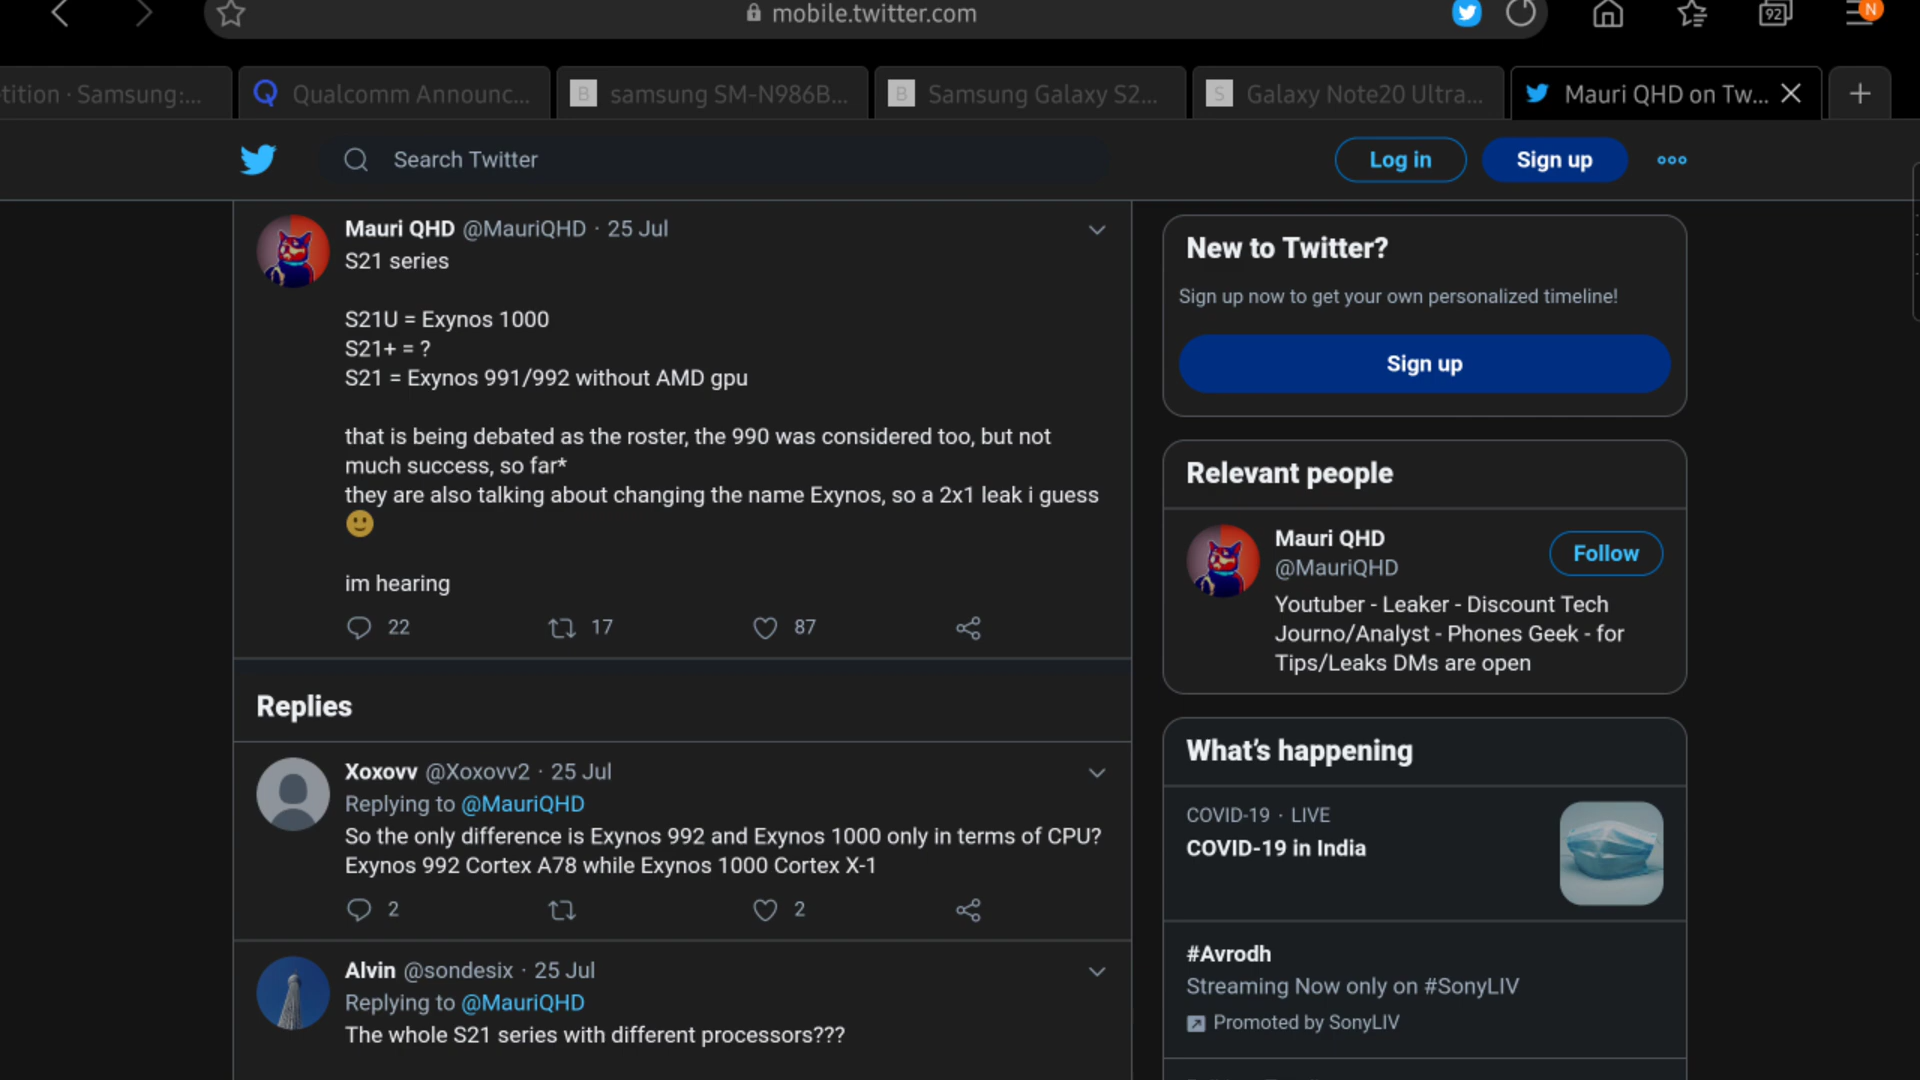 mobile.twitter.com
92
N
tition · Samsung:...
Qualcomm Announc...
B samsung SM-N986B...
B Samsung Galaxy S2...
S Galaxy Note20 Ultra...
Mauri QHD on Tw...
Search Twitter
Log in
Sign up
Mauri QHD @MauriQHD · 25 Jul
S21 series
S21U = Exynos 1000
S21+ = ?
S21 = Exynos 991/992 without AMD gpu
that is being debated as the roster, the 990 was considered too, but not
much success, so far*
they are also talking about changing the name Exynos, so a 2x1 leak i guess
🙂
im hearing
22 17 87
Replies
Xoxovv @Xoxovv2 · 25 Jul
Replying to @MauriQHD
So the only difference is Exynos 992 and Exynos 1000 only in terms of CPU?
Exynos 992 Cortex A78 while Exynos 1000 Cortex X-1
2 2
Alvin @sondesix · 25 Jul
Replying to @MauriQHD
The whole S21 series with different processors???
New to Twitter?
Sign up now to get your own personalized timeline!
Sign up
Relevant people
Mauri QHD
@MauriQHD
Follow
Youtuber - Leaker - Discount Tech
Journo/Analyst - Phones Geek - for
Tips/Leaks DMs are open
What's happening
COVID-19 · LIVE
COVID-19 in India
#Avrodh
Streaming Now only on #SonyLIV
Promoted by SonyLIV